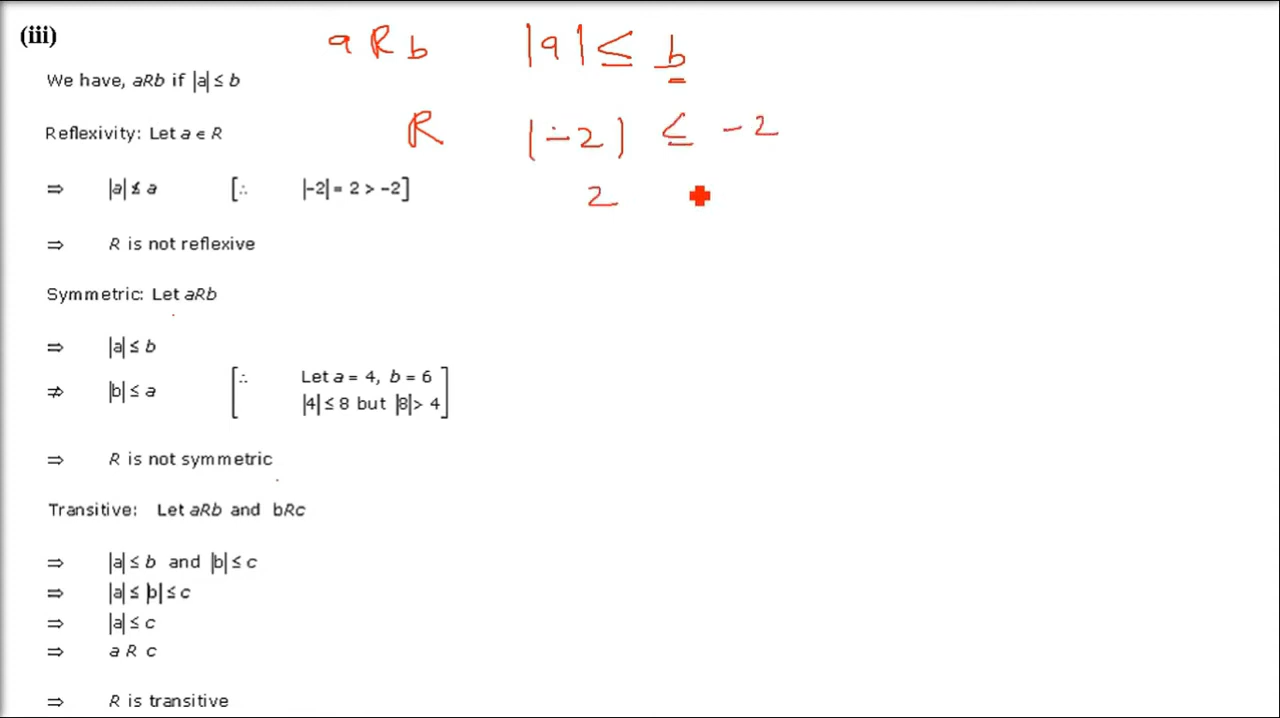 (iii)
a R b |a| ≤ b
We have, aRb if |a| ≤ b
Reflexivity: Let a ∈ R
R |-2| ≤ -2
⇒ |a| ≰ a [∴ |-2| = 2 > -2]
2
⇒ R is not reflexive
Symmetric: Let aRb
⇒ |a| ≤ b
⇏ |b| ≤ a [∴ Let a = 4, b = 6
|4| ≤ 8 but |8| > 4]
⇒ R is not symmetric
Transitive: Let aRb and bRc
⇒ |a| ≤ b and |b| ≤ c
⇒ |a| ≤ |b| ≤ c
⇒ |a| ≤ c
⇒ a R c
⇒ R is transitive